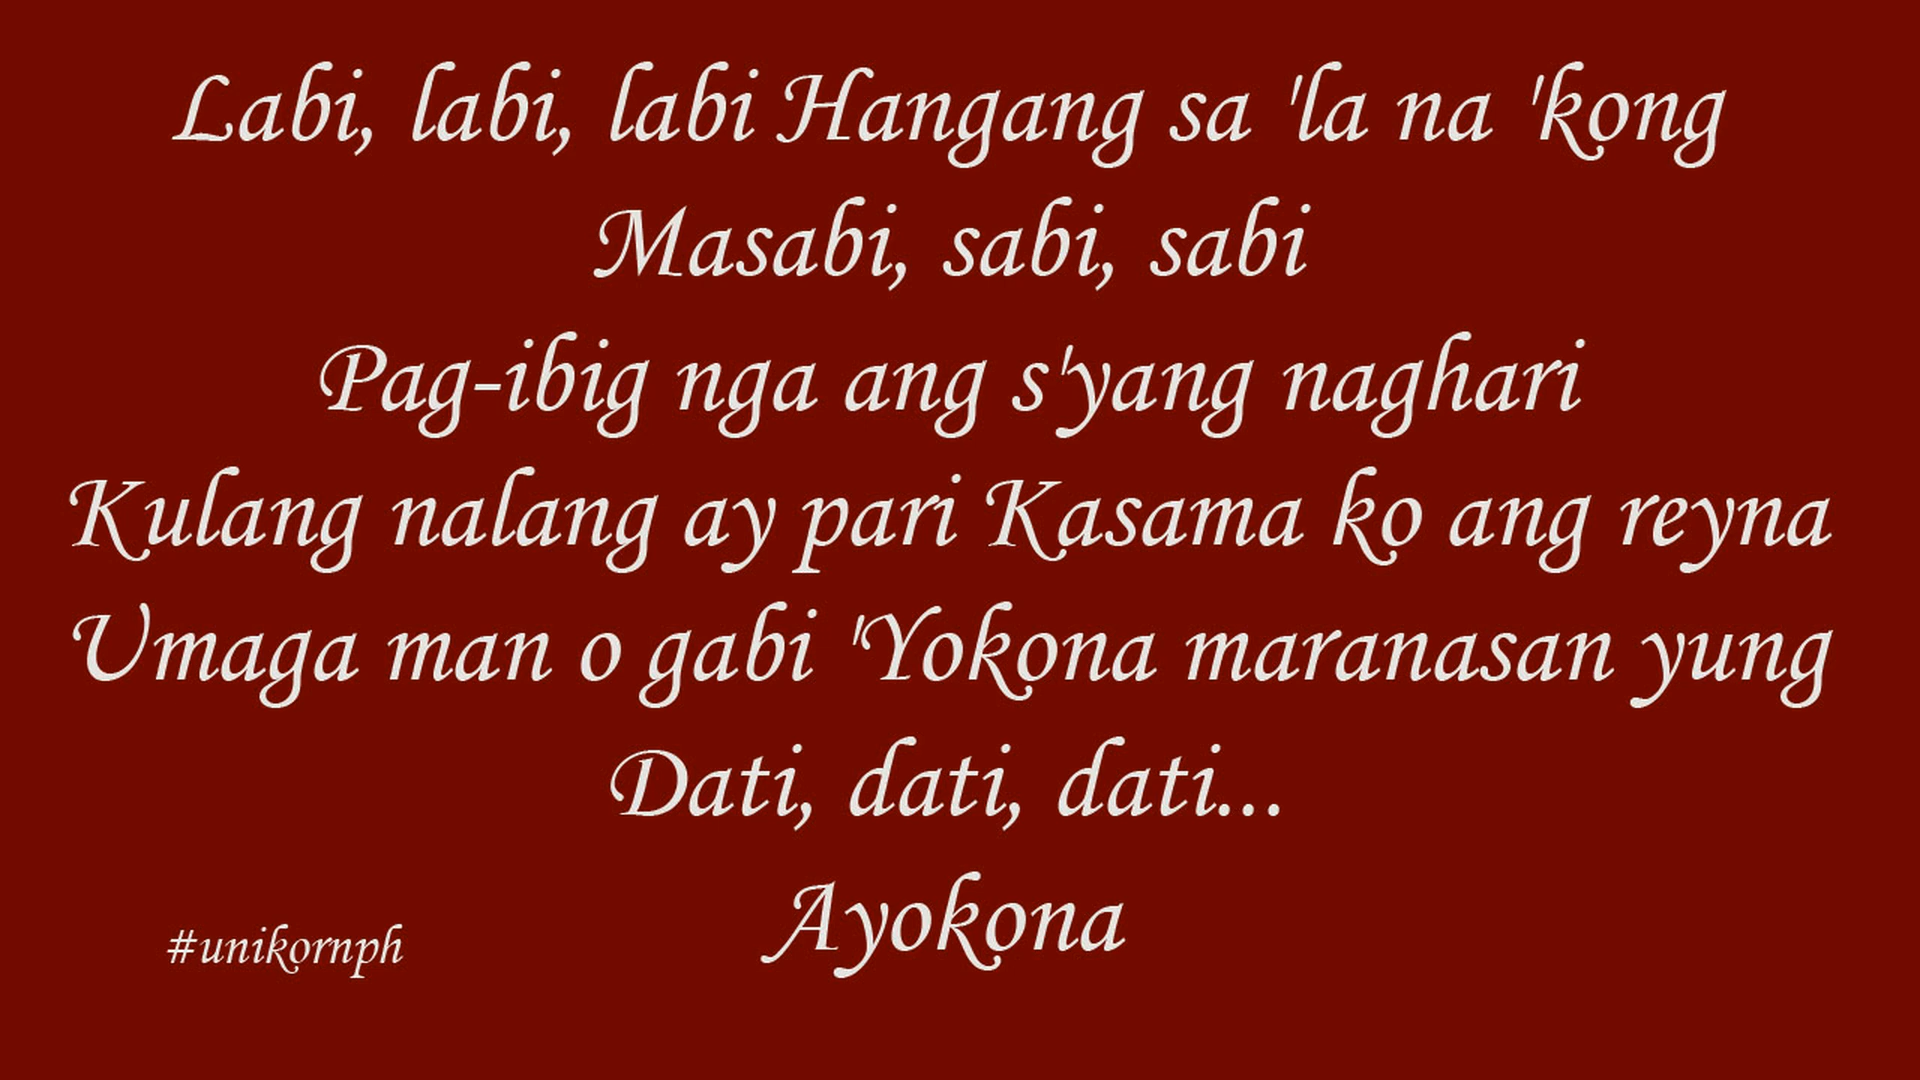 Labi, labi, labi Hangang sa 'la na 'kong
Masabi, sabi, sabi
Pag-ibig nga ang s'yang naghari
Kulang nalang ay pari Kasama ko ang reyna
Umaga man o gabi 'Yokona maranasan yung
Dati, dati, dati...
Ayokona
#unikornph